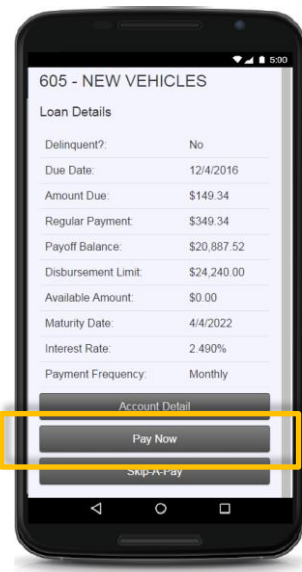 5:00
605 - NEW VEHICLES
Loan Details
Delinquent?: No
Due Date: 12/4/2016
Amount Due: $149.34
Regular Payment: $349.34
Payoff Balance: $20,887.52
Disbursement Limit: $24,240.00
Available Amount: $0.00
Maturity Date: 4/4/2022
Interest Rate: 2.490%
Payment Frequency: Monthly
Account Detail
Pay Now
Skip-A-Pay